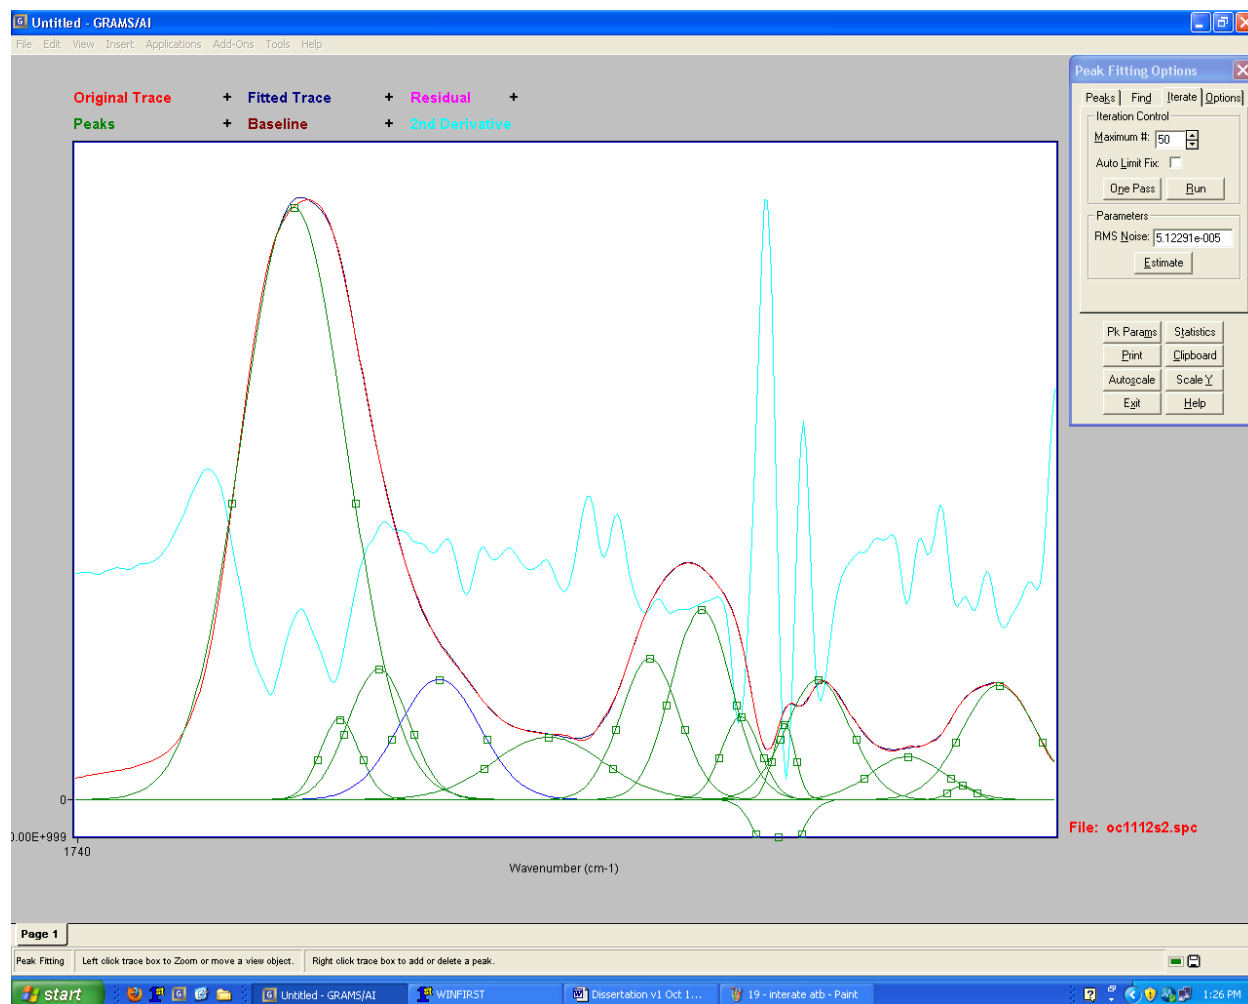 Untitled - GRAMS/AI
File Edit View Insert Applications Add-Ons Tools Help
Original Trace + Fitted Trace + Residual +
Peaks + Baseline + 2nd Derivative
0
0.00E+999
1740
Wavenumber (cm-1)
File: oc1112s2.spc
Peak Fitting Options
Peaks Find Iterate Options
Iteration Control
Maximum #: 50
Auto Limit Fix:
One Pass Run
Parameters
RMS Noise: 5.12291e-005
Estimate
Pk Params Statistics
Print Clipboard
Autoscale Scale Y
Exit Help
Page 1
Peak Fitting Left click trace box to Zoom or move a view object. Right click trace box to add or delete a peak.
start Untitled - GRAMS/AI WINFIRST Dissertation v1 Oct 1... 19 - interate atb - Paint 1:26 PM